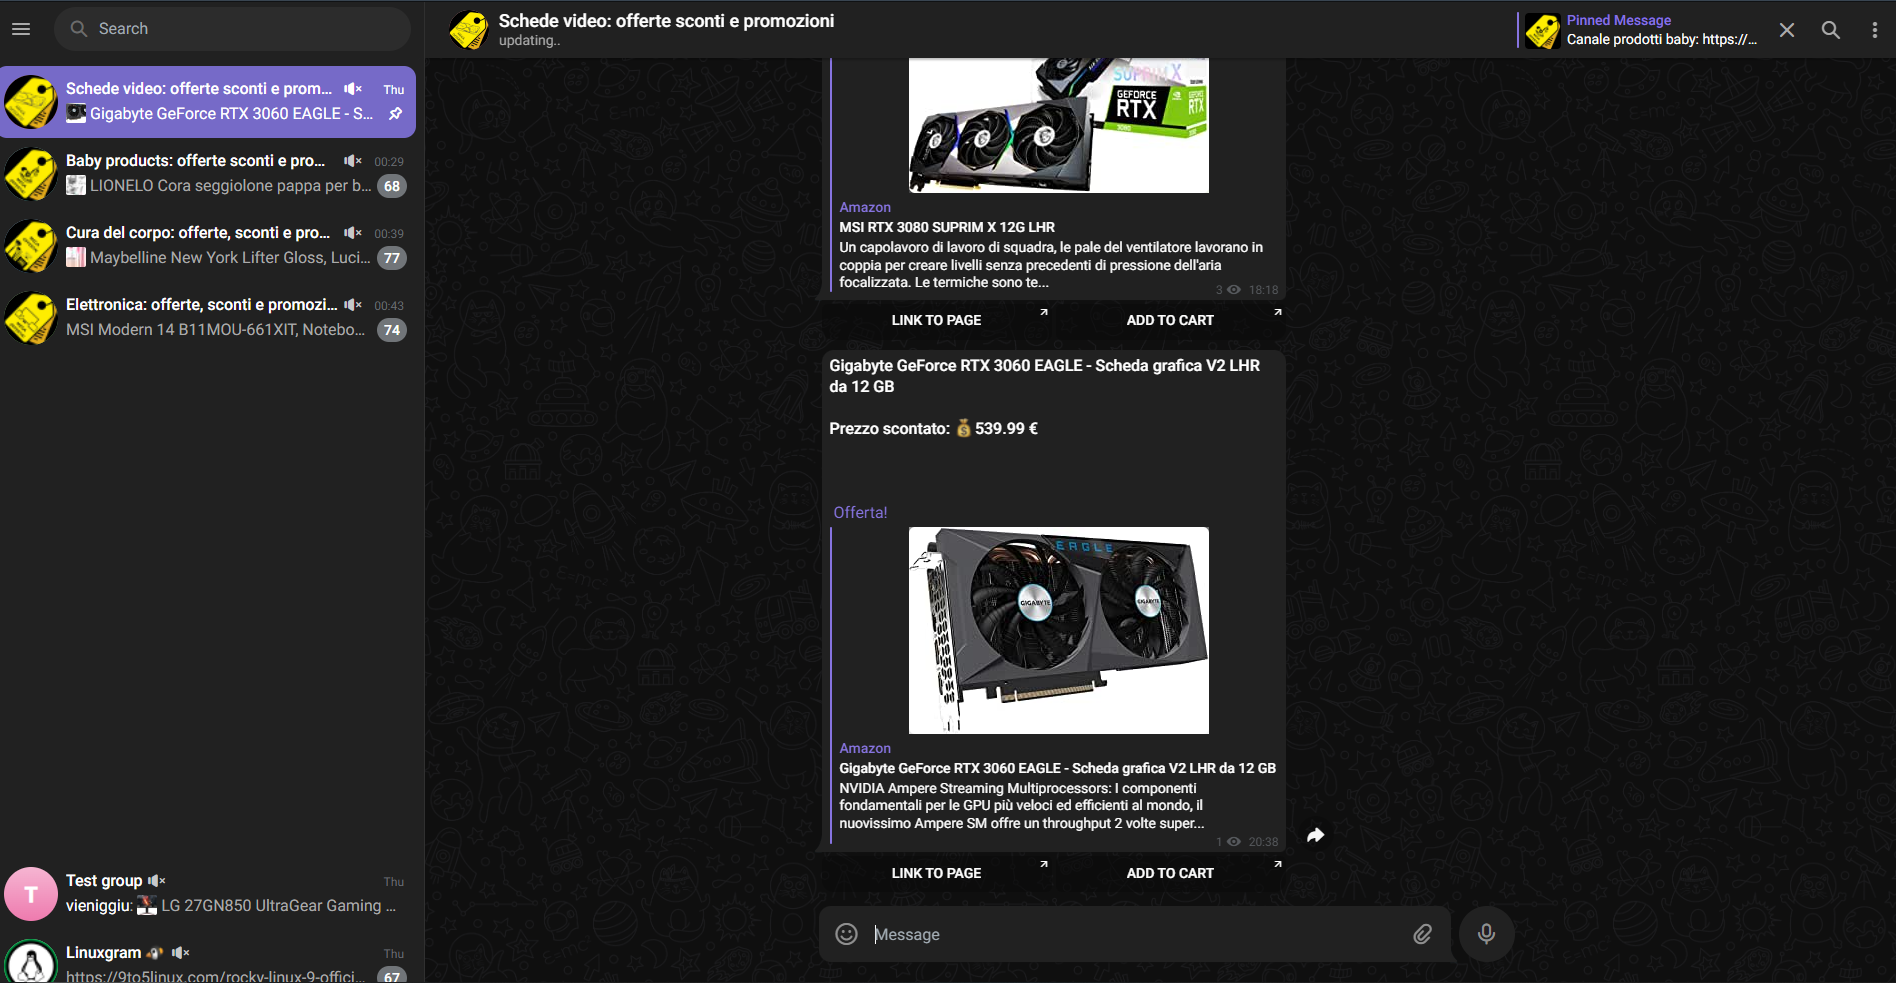 Search
Schede video: offerte sconti e prom...
Thu
Gigabyte GeForce RTX 3060 EAGLE - S...
Baby products: offerte sconti e pro...
00:29
LIONELO Cora seggiolone pappa per b...
68
Cura del corpo: offerte, sconti e pro...
00:39
Maybelline New York Lifter Gloss, Luci...
77
Elettronica: offerte, sconti e promozi...
00:43
MSI Modern 14 B11MOU-661XIT, Notebo...
74
T
Test group
Thu
vieniggiu: LG 27GN850 UltraGear Gaming ...
Linuxgram
Thu
https://9to5linux.com/rocky-linux-9-offici...
67
Schede video: offerte sconti e promozioni
updating..
Pinned Message
Canale prodotti baby: https://...
SUPRIM X
GEFORCE
RTX
3080
GEFORCE
RTX
Amazon
MSI RTX 3080 SUPRIM X 12G LHR
Un capolavoro di lavoro di squadra, le pale del ventilatore lavorano in
coppia per creare livelli senza precedenti di pressione dell'aria
focalizzata. Le termiche sono te...
3 18:18
LINK TO PAGE
ADD TO CART
Gigabyte GeForce RTX 3060 EAGLE - Scheda grafica V2 LHR
da 12 GB
Prezzo scontato: 💰 539.99 €
Offerta!
EAGLE
GIGABYTE
GIGABYTE
Amazon
Gigabyte GeForce RTX 3060 EAGLE - Scheda grafica V2 LHR da 12 GB
NVIDIA Ampere Streaming Multiprocessors: I componenti
fondamentali per le GPU più veloci ed efficienti al mondo, il
nuovissimo Ampere SM offre un throughput 2 volte super...
1 20:38
LINK TO PAGE
ADD TO CART
Message